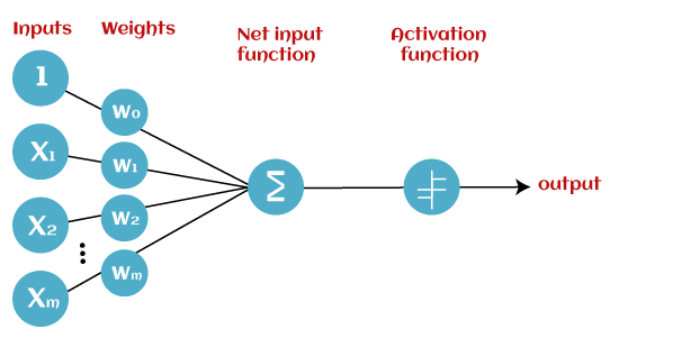 Inputs
Weights
Net input
function
Activation
function
1
W0
X1
W1
Σ
output
X2
W2
Xm
Wm